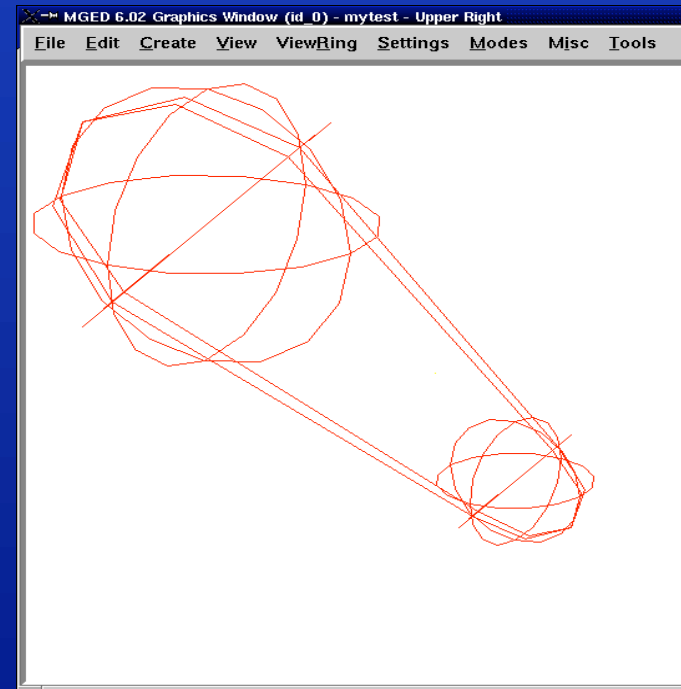 MGED 6.02 Graphics Window (id_0) - mytest - Upper Right
File Edit Create View ViewRing Settings Modes Misc Tools